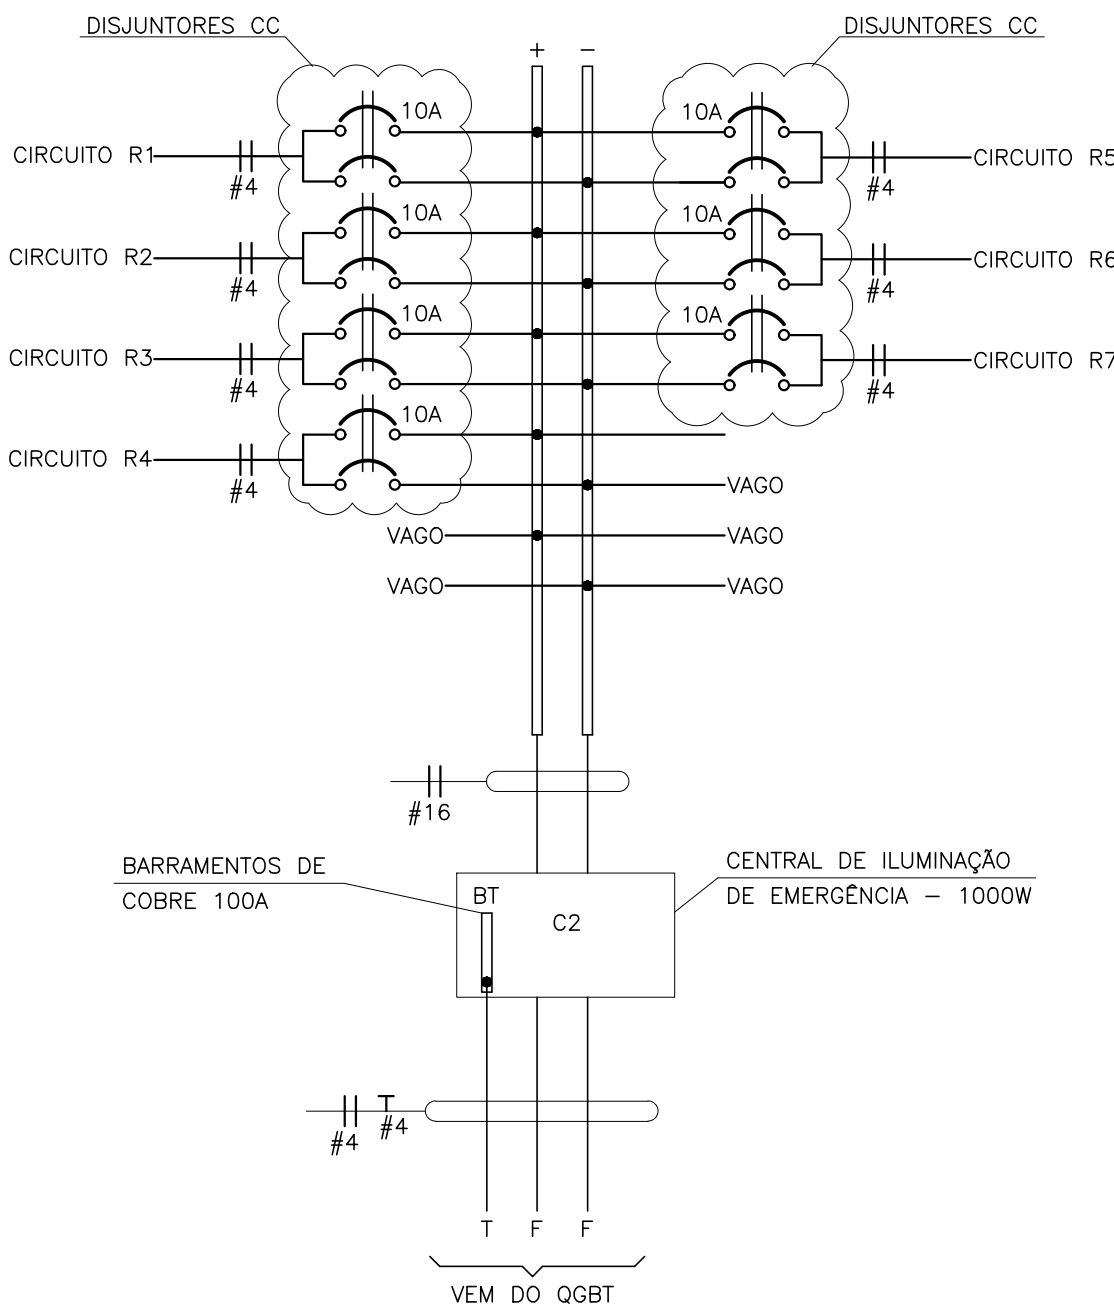 DISJUNTORES CC
DISJUNTORES CC
+ −
10A
10A
CIRCUITO R1
#4
CIRCUITO R5
#4
10A
10A
CIRCUITO R2
#4
CIRCUITO R6
#4
10A
10A
CIRCUITO R3
#4
CIRCUITO R7
#4
10A
CIRCUITO R4
#4
VAGO
VAGO
VAGO
VAGO
VAGO
#16
BARRAMENTOS DE
COBRE 100A
CENTRAL DE ILUMINAÇÃO
DE EMERGÊNCIA − 1000W
BT
C2
#4
T
#4
T F F
VEM DO QGBT